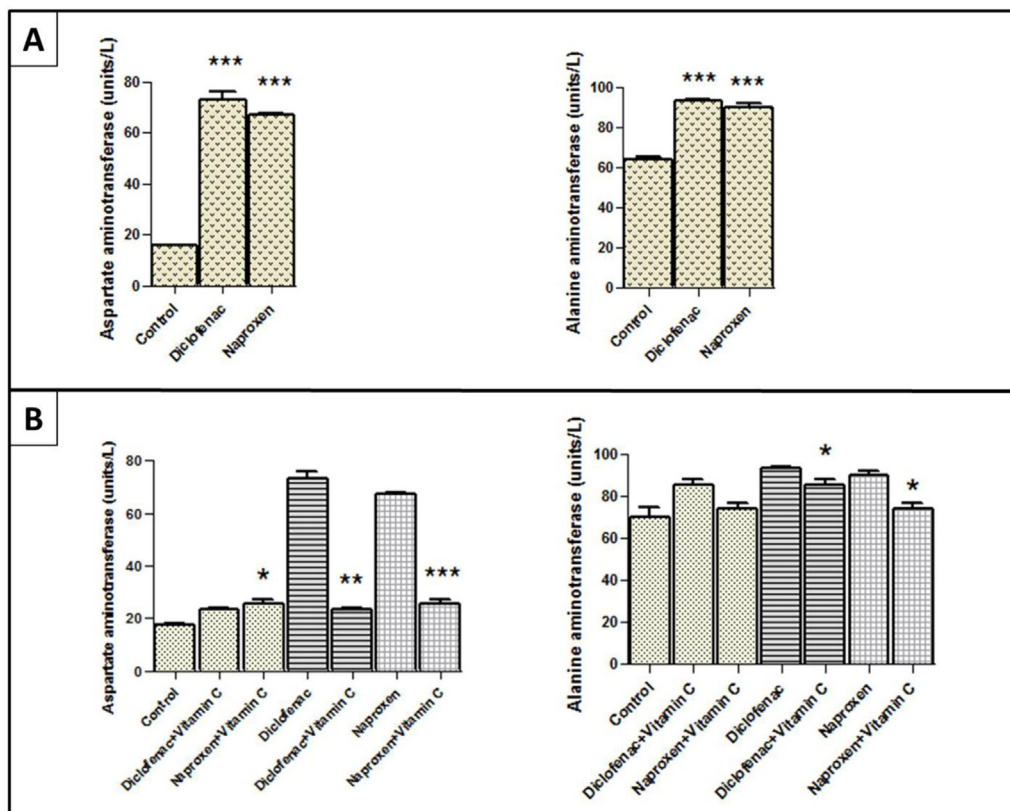 A
Aspartate aminotransferase (units/L)
80
60
40
20
0
***
***
Control
Diclofenac
Naproxen
Alanine aminotransferase (units/L)
100
80
60
40
20
0
***
***
Control
Diclofenac
Naproxen
B
Aspartate aminotransferase (units/L)
80
60
40
20
0
*
**
***
Control
Diclofenac+Vitamin C
Naproxen+Vitamin C
Diclofenac
Diclofenac+Vitamin C
Naproxen
Naproxen+Vitamin C
Alanine aminotransferase (units/L)
100
80
60
40
20
0
*
*
Control
Diclofenac+Vitamin C
Naproxen+Vitamin C
Diclofenac
Diclofenac+Vitamin C
Naproxen
Naproxen+Vitamin C